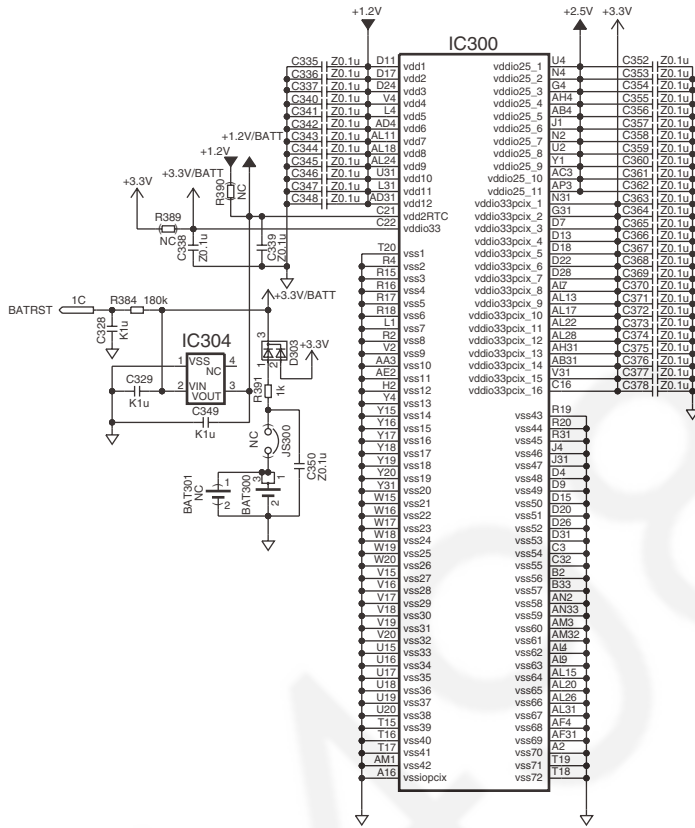 +1.2V +2.5V +3.3V
IC300
C335 Z0.1u D11 vdd1 vddio25_1 U4 C352 Z0.1u
C336 Z0.1u D17 vdd2 vddio25_2 N4 C353 Z0.1u
C337 Z0.1u D24 vdd3 vddio25_3 G4 C354 Z0.1u
C340 Z0.1u V4 vdd4 vddio25_4 AH4 C355 Z0.1u
C341 Z0.1u L4 vdd5 vddio25_5 AB4 C356 Z0.1u
C342 Z0.1u AD4 vdd6 vddio25_6 J1 C357 Z0.1u
C343 Z0.1u AL11 vdd7 vddio25_7 N2 C358 Z0.1u
C344 Z0.1u AL18 vdd8 vddio25_8 U2 C359 Z0.1u
C345 Z0.1u AL24 vdd9 vddio25_9 Y1 C360 Z0.1u
C346 Z0.1u U31 vdd10 vddio25_10 AC3 C361 Z0.1u
C347 Z0.1u L31 vdd11 vddio25_11 AP3 C362 Z0.1u
C348 Z0.1u AD31 vdd12 vddio33pcix_1 N31 C363 Z0.1u
C21 vdd2RTC vddio33pcix_2 G31 C364 Z0.1u
C22 vddio33 vddio33pcix_3 D7 C365 Z0.1u
vddio33pcix_4 D13 C366 Z0.1u
T20 vss1 vddio33pcix_5 D18 C367 Z0.1u
R4 vss2 vddio33pcix_6 D22 C368 Z0.1u
R15 vss3 vddio33pcix_7 D28 C369 Z0.1u
R16 vss4 vddio33pcix_8 AL7 C370 Z0.1u
R17 vss5 vddio33pcix_9 AL13 C371 Z0.1u
R18 vss6 vddio33pcix_10 AL17 C372 Z0.1u
L1 vss7 vddio33pcix_11 AL22 C373 Z0.1u
R2 vss8 vddio33pcix_12 AL28 C374 Z0.1u
V2 vss9 vddio33pcix_13 AH31 C375 Z0.1u
AA3 vss10 vddio33pcix_14 AB31 C376 Z0.1u
AE2 vss11 vddio33pcix_15 V31 C377 Z0.1u
H2 vss12 vddio33pcix_16 C16 C378 Z0.1u
Y4 vss13
Y15 vss14 vss43 R19
Y16 vss15 vss44 R20
Y17 vss16 vss45 R31
Y18 vss17 vss46 J4
Y19 vss18 vss47 J31
Y20 vss19 vss48 D4
Y31 vss20 vss49 D9
W15 vss21 vss50 D15
W16 vss22 vss51 D20
W17 vss23 vss52 D26
W18 vss24 vss53 D31
W19 vss25 vss54 C3
W20 vss26 vss55 C32
V15 vss27 vss56 B2
V16 vss28 vss57 B33
V17 vss29 vss58 AN2
V18 vss30 vss59 AN33
V19 vss31 vss60 AM3
V20 vss32 vss61 AM32
U15 vss33 vss62 AL4
U16 vss34 vss63 AL9
U17 vss35 vss64 AL15
U18 vss36 vss65 AL20
U19 vss37 vss66 AL26
U20 vss38 vss67 AL31
T15 vss39 vss68 AF4
T16 vss40 vss69 AF31
T17 vss41 vss70 A2
AM1 vss42 vss71 T19
A16 vssiopcix vss72 T18
+1.2V/BATT
+1.2V
+3.3V/BATT
+3.3V
R390
NC
R389
NC
C338
Z0.1u
C339
Z0.1u
+3.3V/BATT
BATRST 1C R384 180k
C328
K1u
IC304
1 VSS NC 4
2 VIN VOUT 3
C329
K1u
C349
K1u
3
1 2
D303
+3.3V
R391
1k
NC
JS300
C350
Z0.1u
BAT301
NC
1
2
BAT300
3 1
2